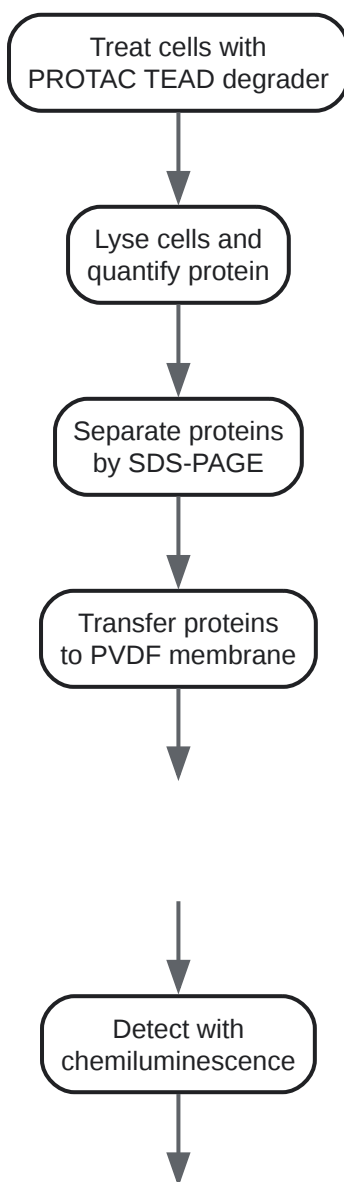 Treat cells with
PROTAC TEAD degrader
Lyse cells and
quantify protein
Separate proteins
by SDS-PAGE
Transfer proteins
to PVDF membrane
Detect with
chemiluminescence